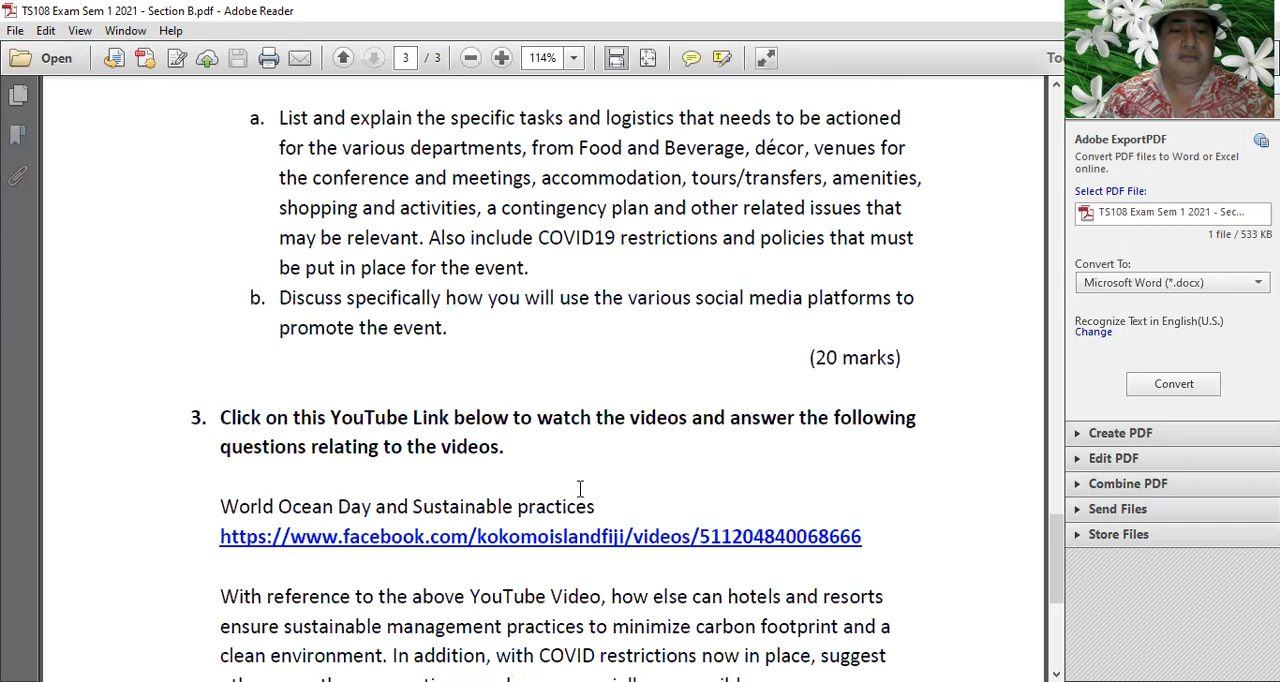 TS108 Exam Sem 1 2021 - Section B.pdf - Adobe Reader
File Edit View Window Help
Open 3 / 3 114%
a. List and explain the specific tasks and logistics that needs to be actioned
for the various departments, from Food and Beverage, décor, venues for
the conference and meetings, accommodation, tours/transfers, amenities,
shopping and activities, a contingency plan and other related issues that
may be relevant. Also include COVID19 restrictions and policies that must
be put in place for the event.
b. Discuss specifically how you will use the various social media platforms to
promote the event.
(20 marks)
3. Click on this YouTube Link below to watch the videos and answer the following
questions relating to the videos.
World Ocean Day and Sustainable practices
https://www.facebook.com/kokomoislandfiji/videos/511204840068666
With reference to the above YouTube Video, how else can hotels and resorts
ensure sustainable management practices to minimize carbon footprint and a
clean environment. In addition, with COVID restrictions now in place, suggest
Adobe ExportPDF
Convert PDF files to Word or Excel
online.
Select PDF File:
TS108 Exam Sem 1 2021 - Sec...
1 file / 533 KB
Convert To:
Microsoft Word (*.docx)
Recognize Text in English(U.S.)
Change
Convert
Create PDF
Edit PDF
Combine PDF
Send Files
Store Files